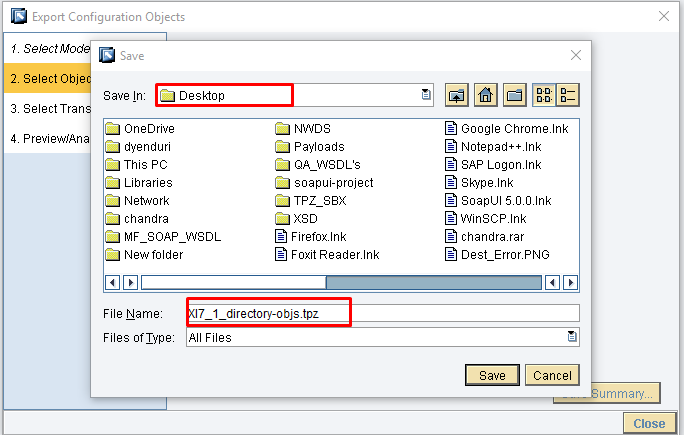 Export Configuration Objects
1. Select Mode
2. Select Objec
3. Select Trans
4. Preview/Ana
Save
Save In: Desktop
OneDrive NWDS Google Chrome.lnk
dyenduri Payloads Notepad++.lnk
This PC QA_WSDL's SAP Logon.lnk
Libraries soapui-project Skype.lnk
Network TPZ_SBX SoapUI 5.0.0.lnk
chandra XSD WinSCP.lnk
MF_SOAP_WSDL Firefox.lnk chandra.rar
New folder Foxit Reader.lnk Dest_Error.PNG
File Name: XI7_1_directory-objs.tpz
Files of Type: All Files
Save Cancel
Summary...
Close